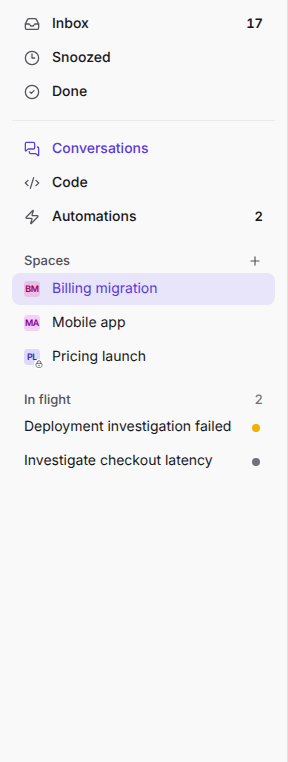 Inbox 17
Snoozed
Done
Conversations
Code
Automations 2
Spaces +
BM Billing migration
MA Mobile app
PL Pricing launch
In flight 2
Deployment investigation failed
Investigate checkout latency